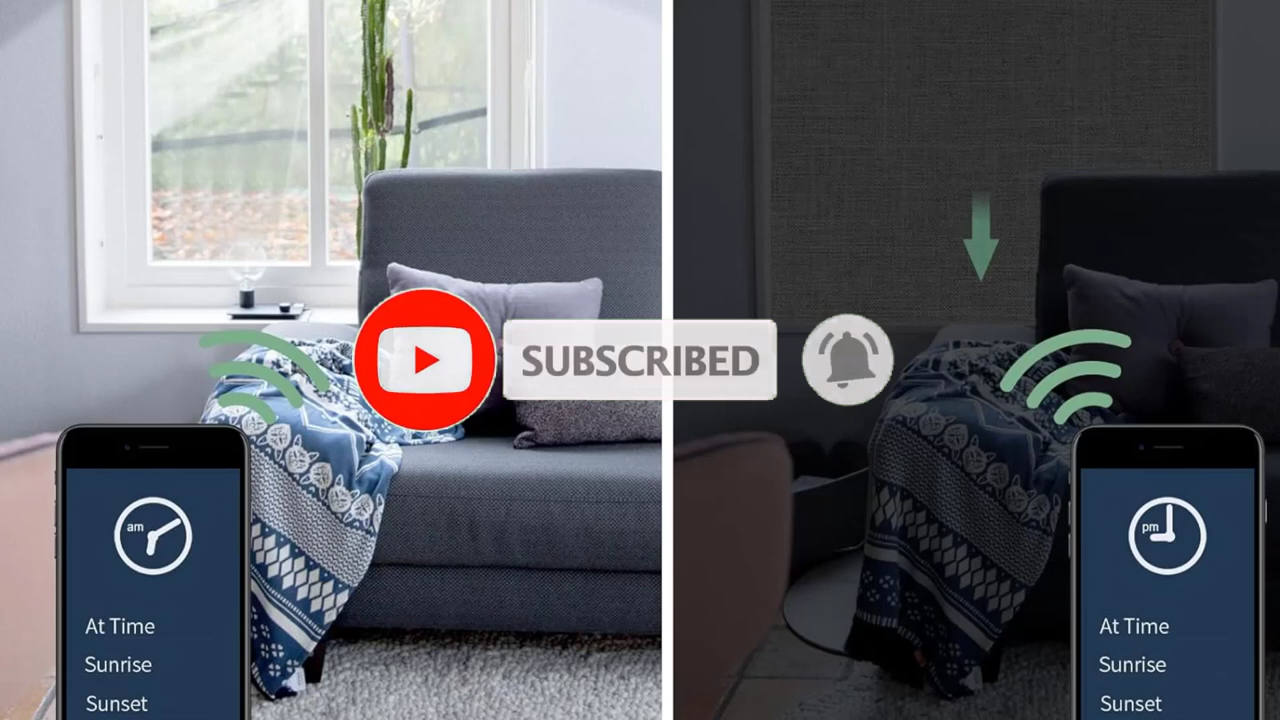 SUBSCRIBED
am
At Time
Sunrise
Sunset
pm
At Time
Sunrise
Sunset